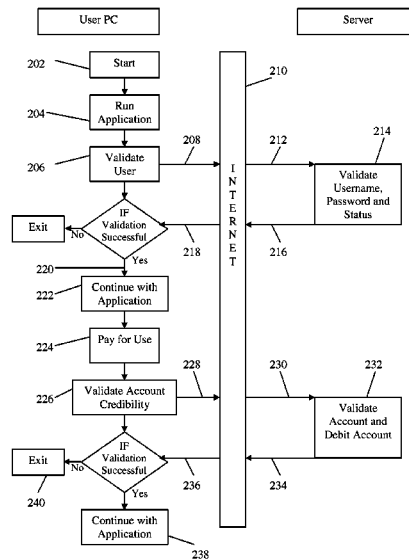 User PC
Server
202
Start
210
204
Run
Application
208
212
214
206
Validate
User
INTERNET
Validate
Username,
Password and
Status
Exit
No
IF
Validation
Successful
218
216
220
Yes
222
Continue with
Application
224
Pay for Use
228
230
232
226
Validate Account
Credibility
Validate
Account and
Debit Account
Exit
No
IF
Validation
Successful
236
234
240
Yes
Continue with
Application
238